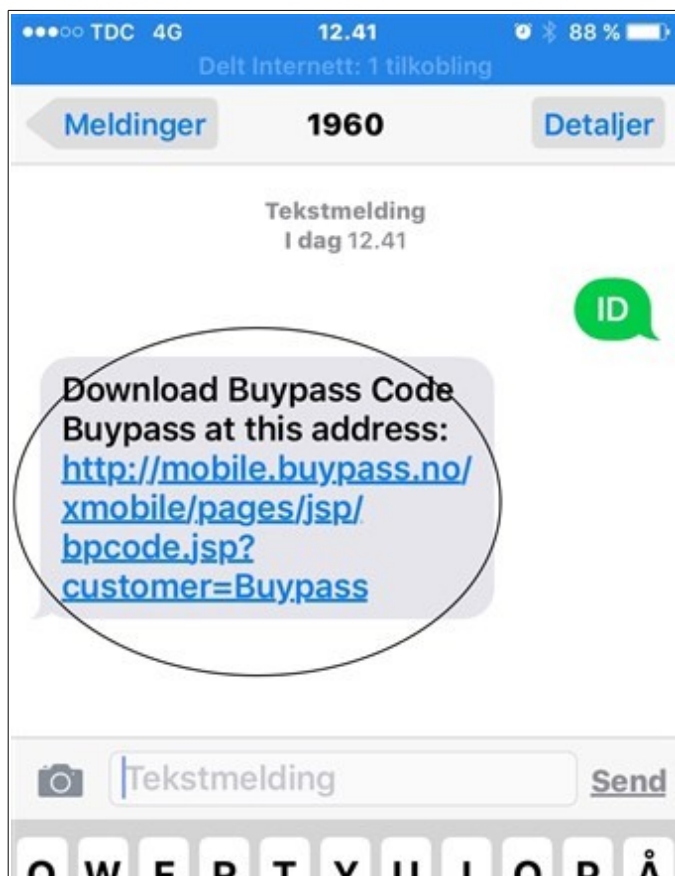 TDC 4G 12.41 88 %
Delt Internett: 1 tilkobling
Meldinger 1960 Detaljer
Tekstmelding
I dag 12.41
ID
Download Buypass Code
Buypass at this address:
http://mobile.buypass.no/
xmobile/pages/jsp/
bpcode.jsp?
customer=Buypass
Tekstmelding Send
Q W E R T Y U I O P Å